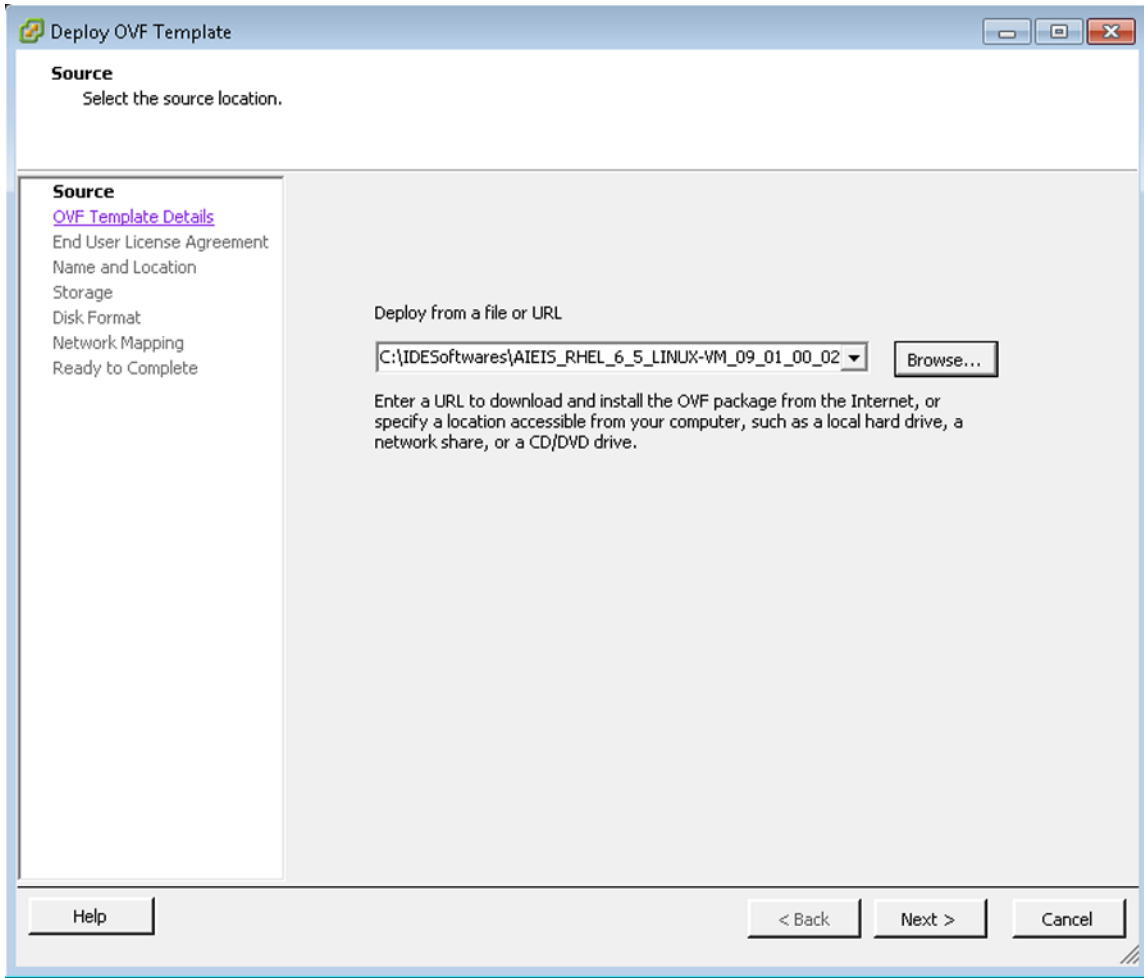 Deploy OVF Template
Source
Select the source location.
Source
OVF Template Details
End User License Agreement
Name and Location
Storage
Disk Format
Network Mapping
Ready to Complete
Deploy from a file or URL
C:\IDESoftwares\AIEIS_RHEL_6_5_LINUX-VM_09_01_00_02
Browse...
Enter a URL to download and install the OVF package from the Internet, or
specify a location accessible from your computer, such as a local hard drive, a
network share, or a CD/DVD drive.
Help
< Back
Next >
Cancel